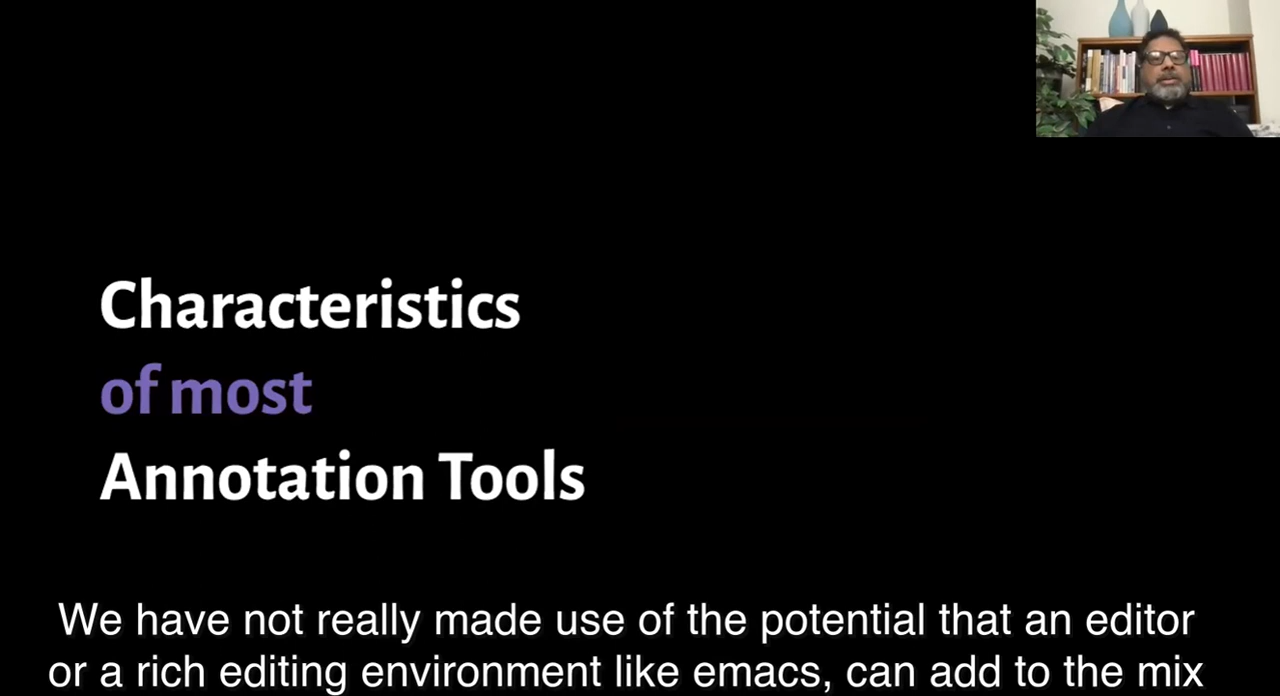 Characteristics
of most
Annotation Tools
We have not really made use of the potential that an editor
or a rich editing environment like emacs, can add to the mix